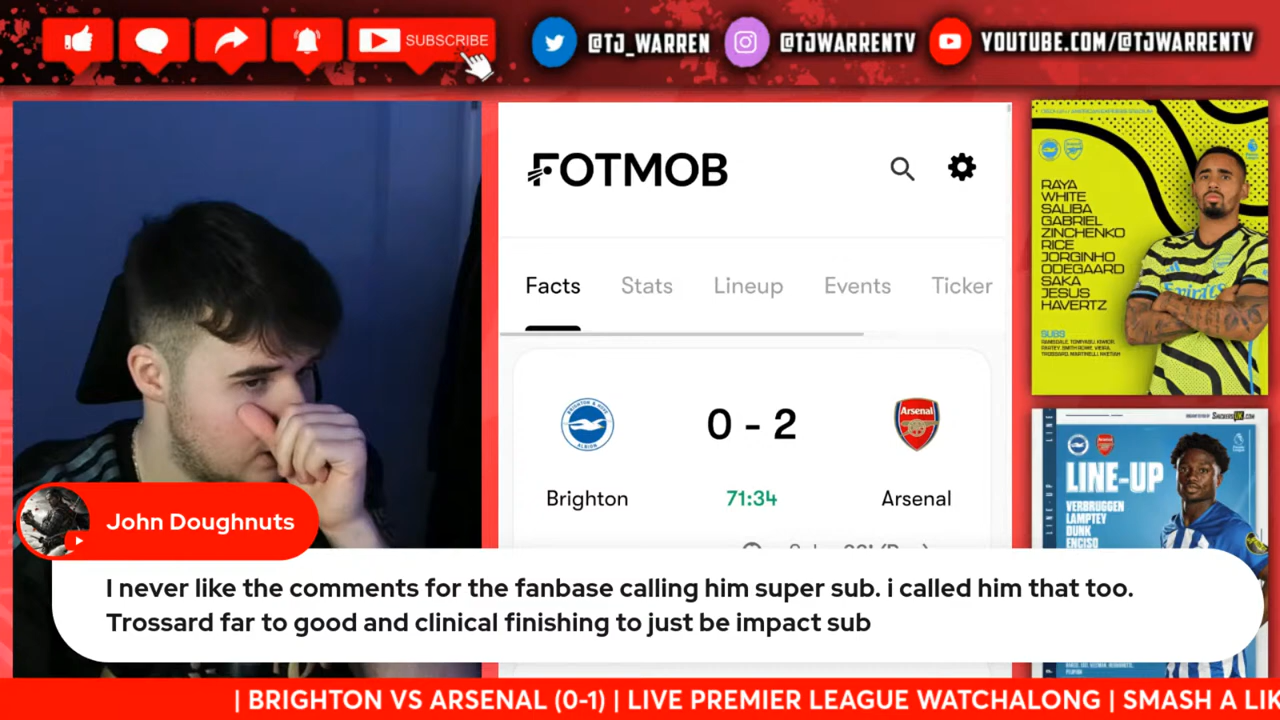 SUBSCRIBE
@TJ_WARREN
@TJWARRENTV
YOUTUBE.COM/@TJWARRENTV
FOTMOB
Facts Stats Lineup Events Ticker
Arsenal
0 - 2
Brighton
71:34
Arsenal
RAYA
WHITE
SALIBA
GABRIEL
ZINCHENKO
RICE
JORGINHO
ODEGAARD
SAKA
JESUS
HAVERTZ
SUBS
LINE-UP
VERBRUGGEN
LAMPTEY
DUNK
ENCISO
John Doughnuts
I never like the comments for the fanbase calling him super sub. i called him that too.
Trossard far to good and clinical finishing to just be impact sub
| BRIGHTON VS ARSENAL (0-1) | LIVE PREMIER LEAGUE WATCHALONG | SMASH A LIK